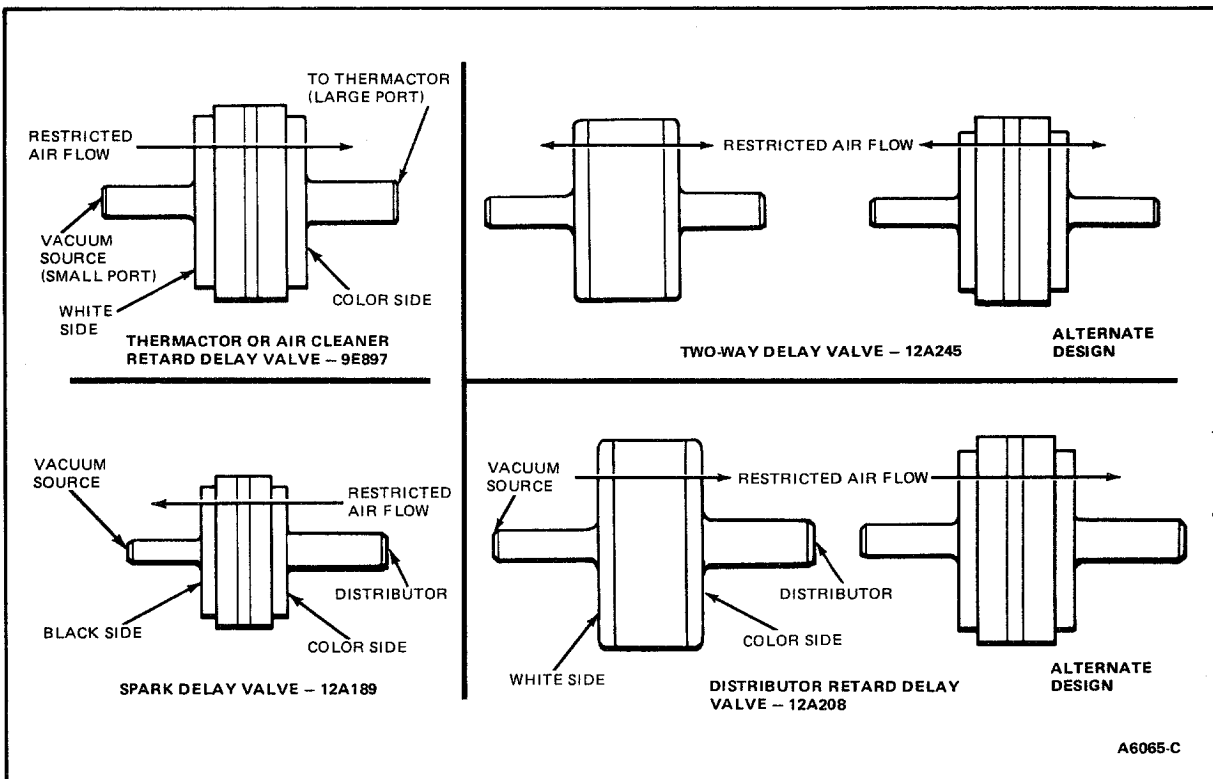 TO THERMACTOR
(LARGE PORT)
RESTRICTED
AIR FLOW
VACUUM
SOURCE
(SMALL PORT)
WHITE
SIDE
COLOR SIDE
THERMACTOR OR AIR CLEANER
RETARD DELAY VALVE – 9E897
RESTRICTED AIR FLOW
TWO-WAY DELAY VALVE – 12A245
ALTERNATE
DESIGN
VACUUM
SOURCE
RESTRICTED
AIR FLOW
DISTRIBUTOR
BLACK SIDE
COLOR SIDE
SPARK DELAY VALVE – 12A189
VACUUM
SOURCE
RESTRICTED AIR FLOW
DISTRIBUTOR
COLOR SIDE
WHITE SIDE
DISTRIBUTOR RETARD DELAY
VALVE – 12A208
ALTERNATE
DESIGN
A6065-C